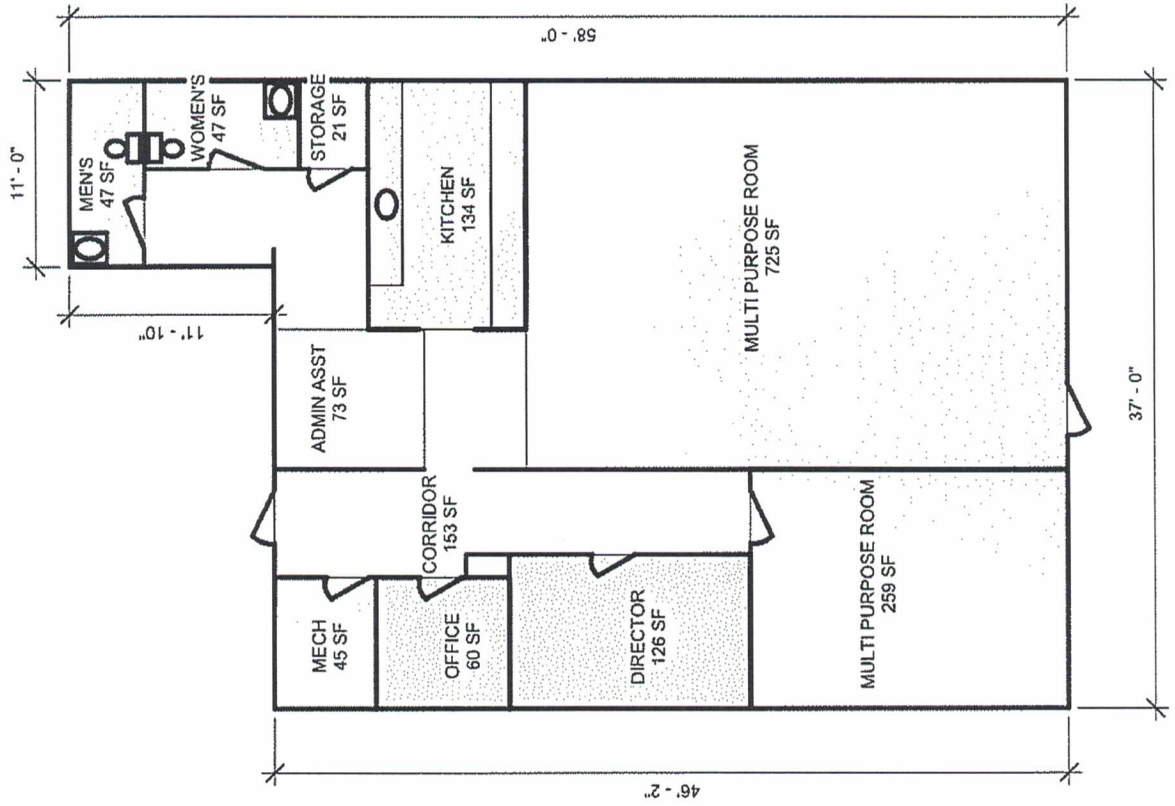 11' - 0"
58' - 0"
MEN'S
47 SF
WOMEN'S
47 SF
STORAGE
21 SF
11' - 10"
KITCHEN
134 SF
ADMIN ASST
73 SF
MULTI PURPOSE ROOM
725 SF
CORRIDOR
153 SF
MECH
45 SF
OFFICE
60 SF
DIRECTOR
126 SF
MULTI PURPOSE ROOM
259 SF
37' - 0"
46' - 2"